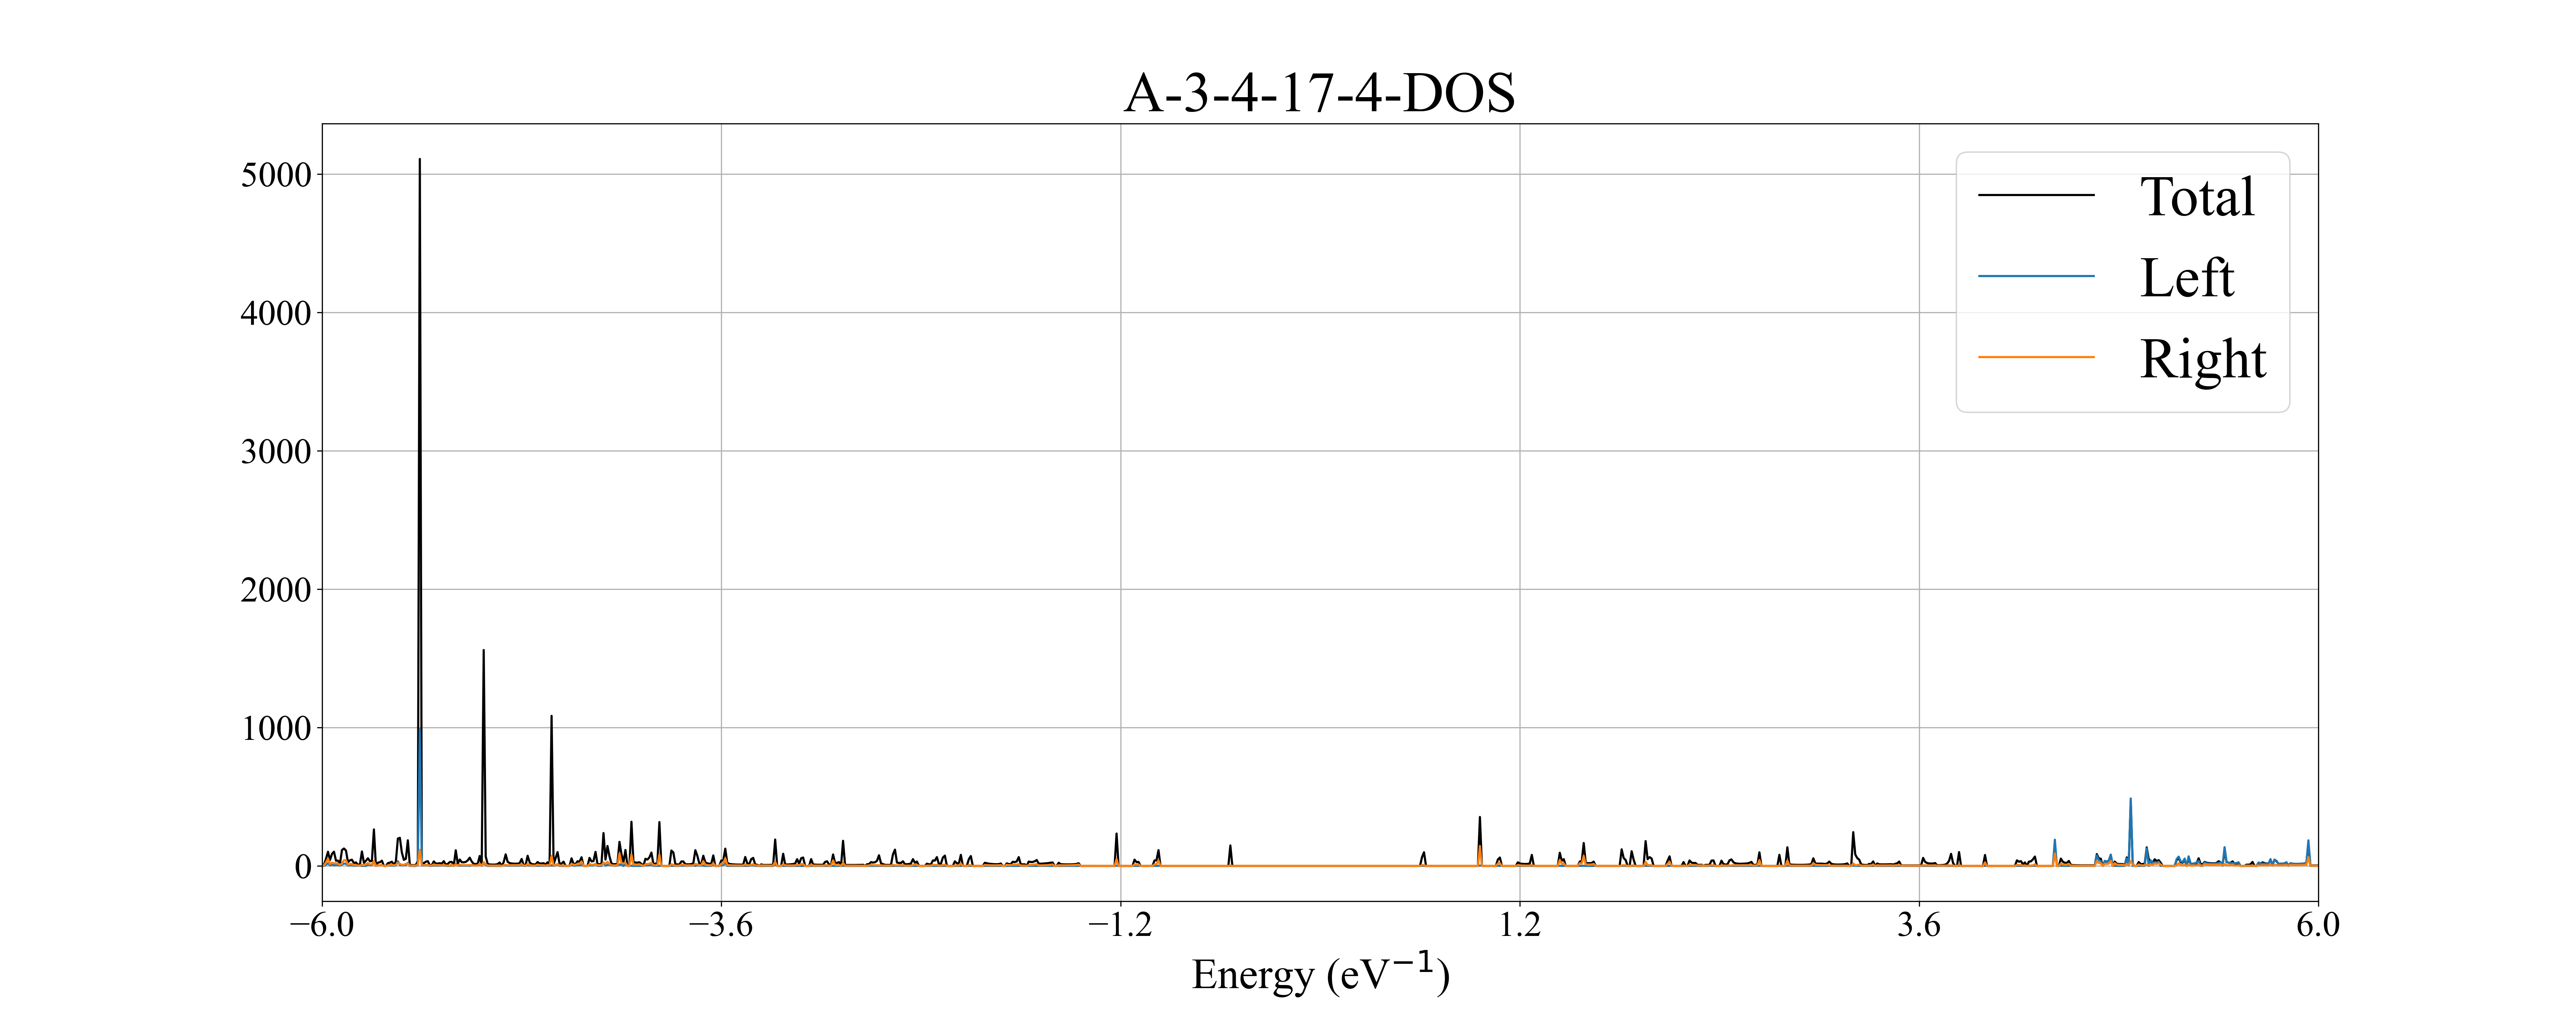 A-3-4-17-4-DOS
5000
4000
3000
2000
1000
0
Total
Left
Right
−6.0 −3.6 −1.2 1.2 3.6 6.0
Energy (eV⁻¹)